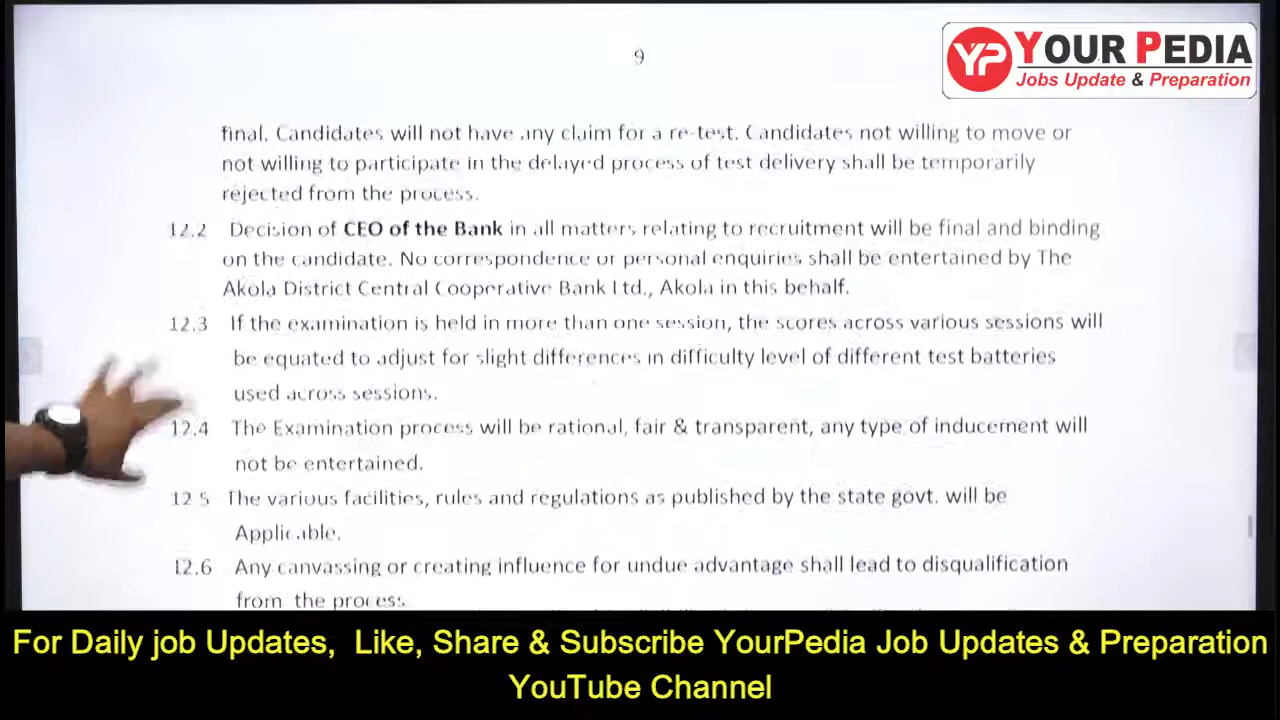 9
YP YOUR PEDIA
Jobs Update & Preparation
final. Candidates will not have any claim for a re-test. Candidates not willing to move or
not willing to participate in the delayed process of test delivery shall be temporarily
rejected from the process.
12.2 Decision of CEO of the Bank in all matters relating to recruitment will be final and binding
on the candidate. No correspondence or personal enquiries shall be entertained by The
Akola District Central Cooperative Bank Ltd., Akola in this behalf.
12.3 If the examination is held in more than one session, the scores across various sessions will
be equated to adjust for slight differences in difficulty level of different test batteries
used across sessions.
12.4 The Examination process will be rational, fair & transparent, any type of inducement will
not be entertained.
12.5 The various facilities, rules and regulations as published by the state govt. will be
Applicable.
12.6 Any canvassing or creating influence for undue advantage shall lead to disqualification
from the process.
For Daily job Updates, Like, Share & Subscribe YourPedia Job Updates & Preparation
YouTube Channel